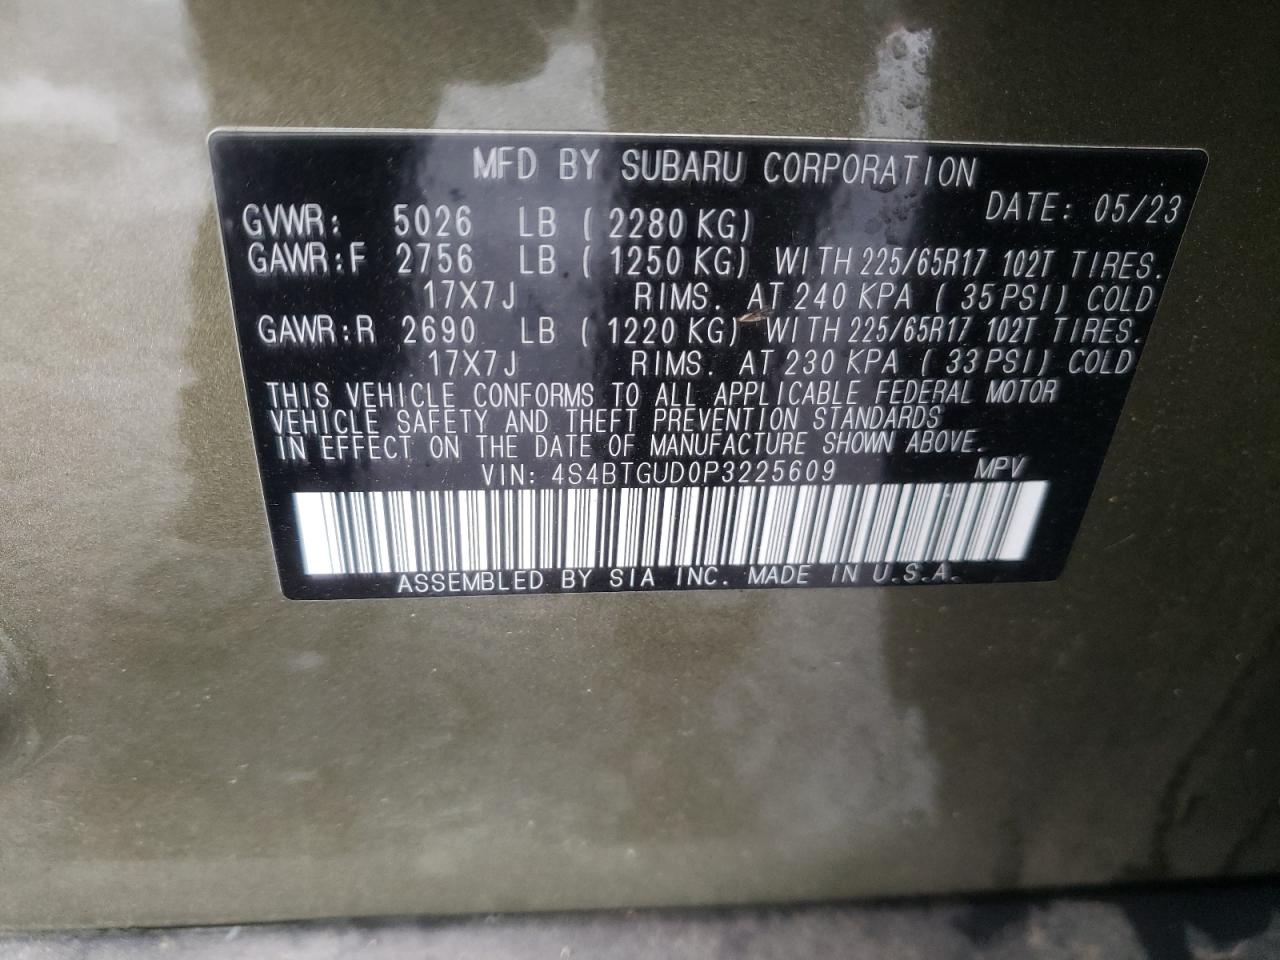 MFD BY SUBARU CORPORATION
DATE: 05/23
GVWR: 5026 LB ( 2280 KG)
GAWR:F 2756 LB ( 1250 KG) WITH 225/65R17 102T TIRES.
17X7J RIMS. AT 240 KPA ( 35 PSI) COLD
GAWR:R 2690 LB ( 1220 KG) WITH 225/65R17 102T TIRES.
17X7J RIMS. AT 230 KPA ( 33 PSI) COLD
THIS VEHICLE CONFORMS TO ALL APPLICABLE FEDERAL MOTOR
VEHICLE SAFETY AND THEFT PREVENTION STANDARDS
IN EFFECT ON THE DATE OF MANUFACTURE SHOWN ABOVE.
VIN: 4S4BTGUD0P3225609 MPV
ASSEMBLED BY SIA INC. MADE IN U.S.A.